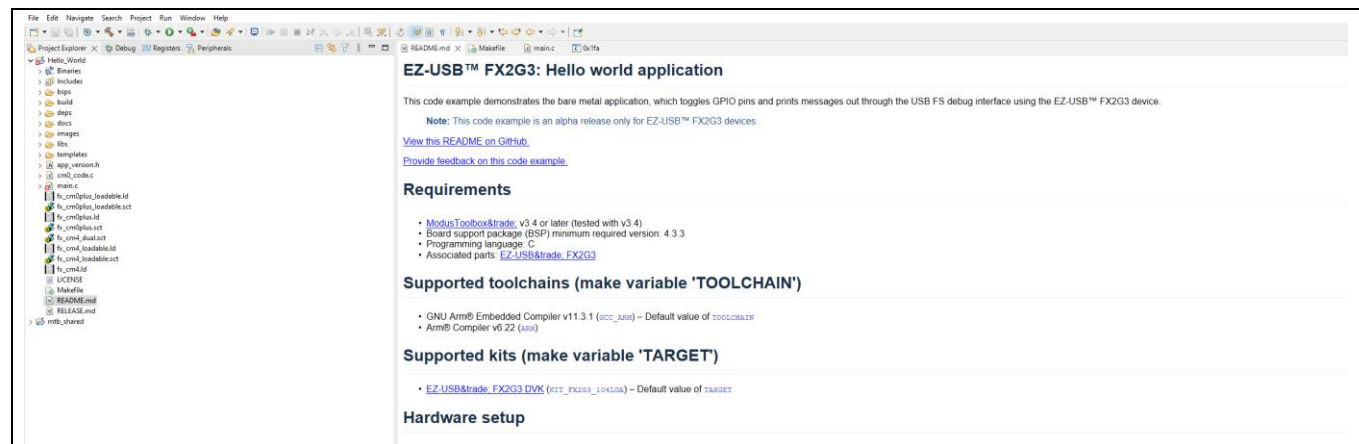 File Edit Navigate Search Project Run Window Help
Project Explorer Debug Registers Peripherals
Hello_World
Binaries
Includes
bsps
build
deps
docs
images
libs
templates
app_version.h
cm0_code.c
main.c
fx_cm0plus_loadable.ld
fx_cm0plus_loadable.sct
fx_cm0plus.ld
fx_cm0plus.sct
fx_cm4_dual.sct
fx_cm4_loadable.ld
fx_cm4_loadable.sct
fx_cm4.ld
LICENSE
Makefile
README.md
RELEASE.md
mtb_shared
README.md Makefile main.c 0x1fa
EZ-USB™ FX2G3: Hello world application
This code example demonstrates the bare metal application, which toggles GPIO pins and prints messages out through the USB FS debug interface using the EZ-USB™ FX2G3 device.
Note: This code example is an alpha release only for EZ-USB™ FX2G3 devices.
View this README on GitHub.
Provide feedback on this code example.
Requirements
• ModusToolbox&trade; v3.4 or later (tested with v3.4)
• Board support package (BSP) minimum required version: 4.3.3
• Programming language: C
• Associated parts: EZ-USB&trade; FX2G3
Supported toolchains (make variable 'TOOLCHAIN')
• GNU Arm® Embedded Compiler v11.3.1 (GCC_ARM) – Default value of TOOLCHAIN
• Arm® Compiler v6.22 (ARM)
Supported kits (make variable 'TARGET')
• EZ-USB&trade; FX2G3 DVK (KIT_FX2G3_104LGA) – Default value of TARGET
Hardware setup